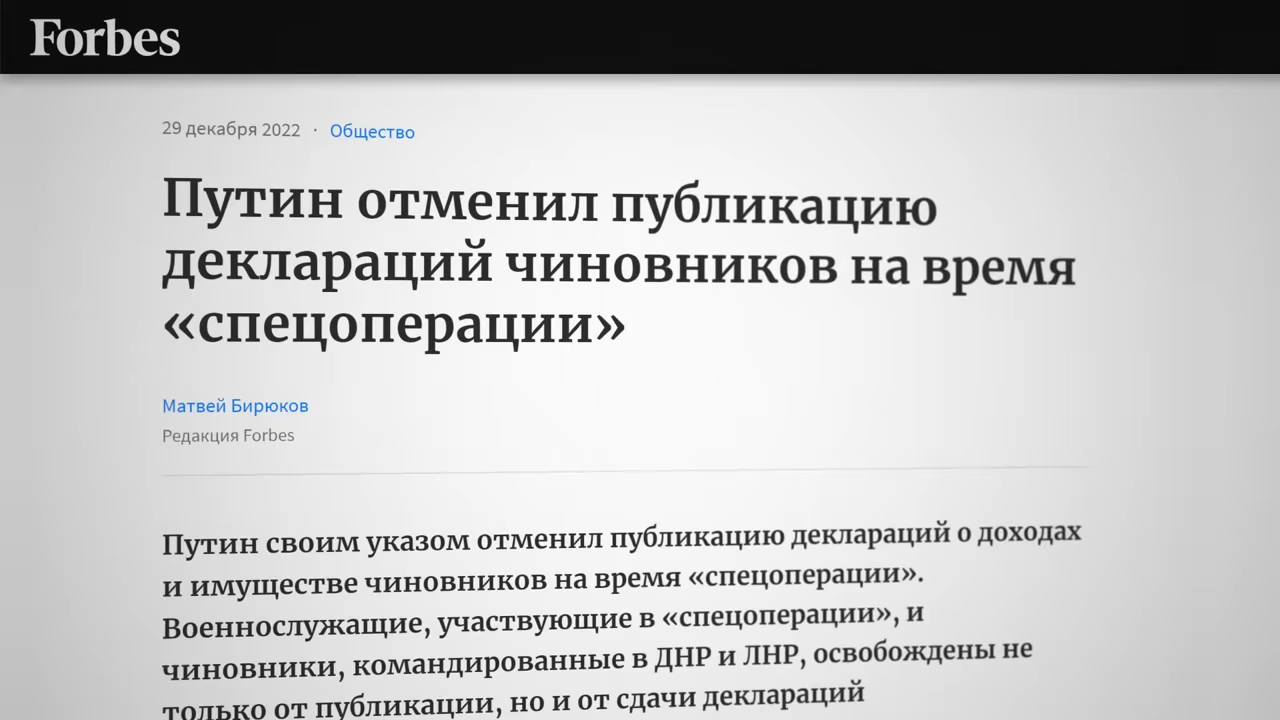 Forbes
29 декабря 2022 · Общество
Путин отменил публикацию
деклараций чиновников на время
«спецоперации»
Матвей Бирюков
Редакция Forbes
Путин своим указом отменил публикацию деклараций о доходах
и имуществе чиновников на время «спецоперации».
Военнослужащие, участвующие в «спецоперации», и
чиновники, командированные в ДНР и ЛНР, освобождены не
только от публикации, но и от сдачи деклараций